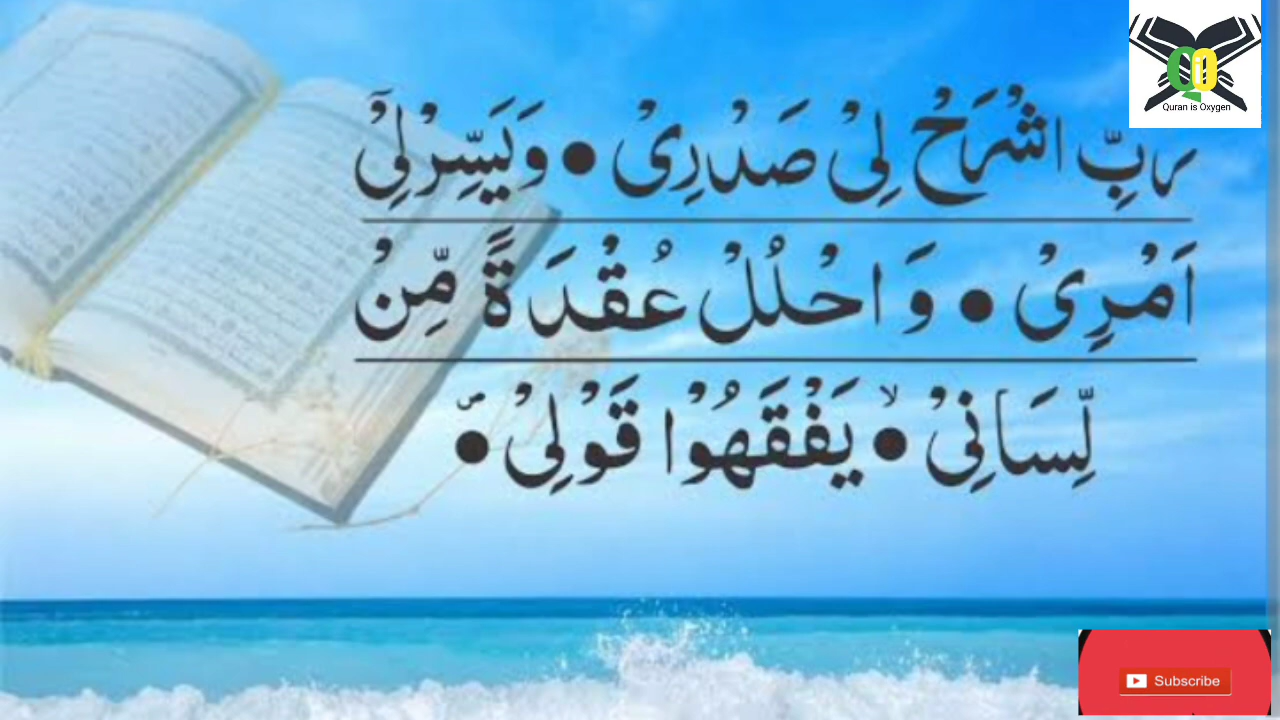 Quran is Oxygen
رَبِّ اشْرَحْ لِیْ صَدْرِیْ ● وَیَسِّرْ لِیْۤ
اَمْرِیْ ● وَ احْلُلْ عُقْدَةً مِّنْ
لِّسَانِیْ ●ۙ یَفْقَهُوْا قَوْلِیْ ●۪
Subscribe